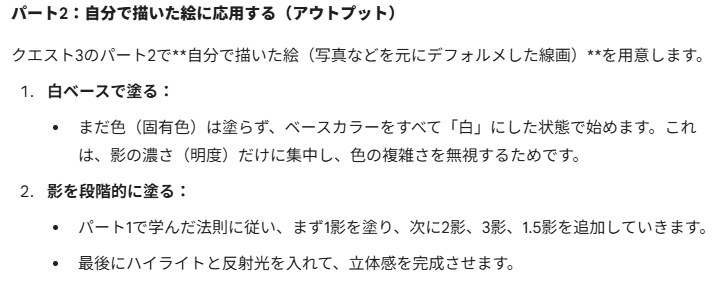 パート2：自分で描いた絵に応用する（アウトプット）
クエスト3のパート2で**自分で描いた絵（写真などを元にデフォルメした線画）**を用意します。
1. 白ベースで塗る：
• まだ色（固有色）は塗らず、ベースカラーをすべて「白」にした状態で始めます。これ
は、影の濃さ（明度）だけに集中し、色の複雑さを無視するためです。
2. 影を段階的に塗る：
• パート1で学んだ法則に従い、まず1影を塗り、次に2影、3影、1.5影を追加していきます。
• 最後にハイライトと反射光を入れて、立体感を完成させます。